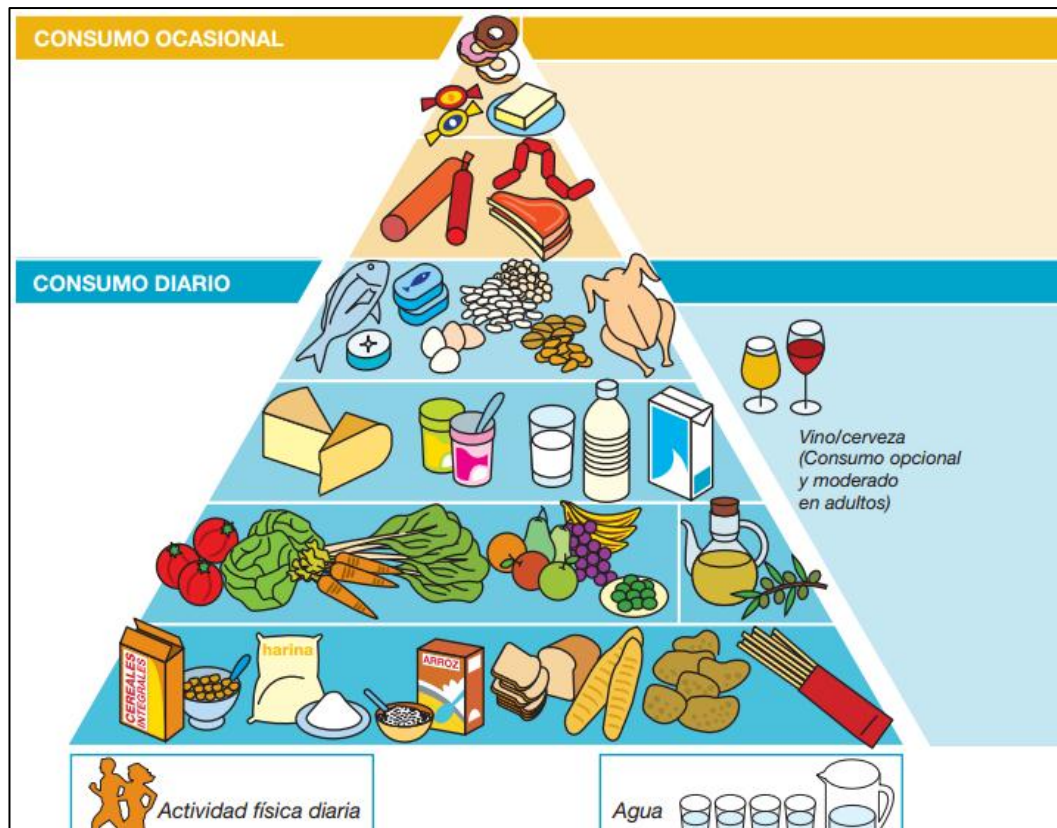 CONSUMO OCASIONAL
CONSUMO DIARIO
Vino/cerveza
(Consumo opcional
y moderado
en adultos)
CEREALES
INTEGRALES
harina
ARROZ
Actividad física diaria
Agua